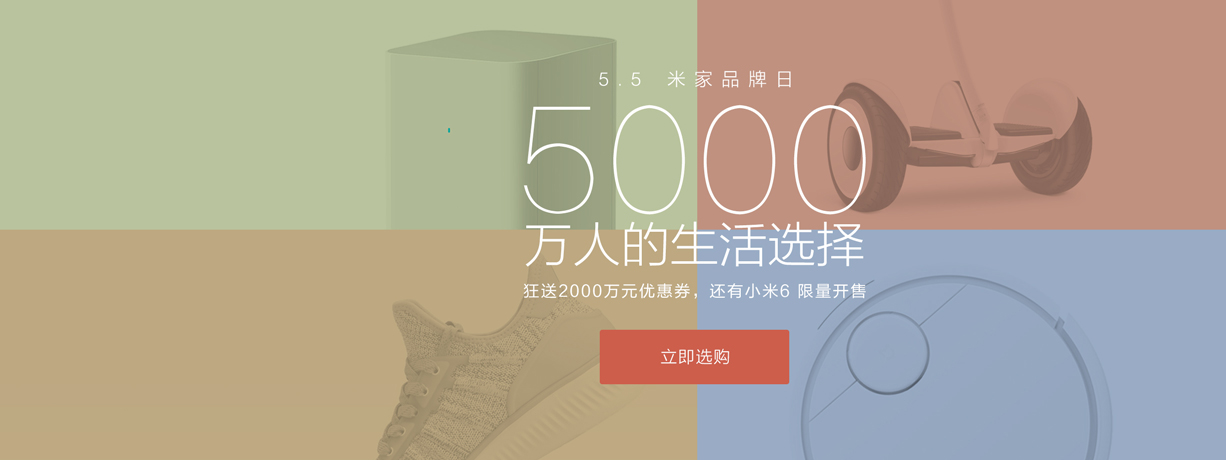 5.5 米家品牌日
5000
万人的生活选择
狂送2000万元优惠券，还有小米6 限量开售
立即选购